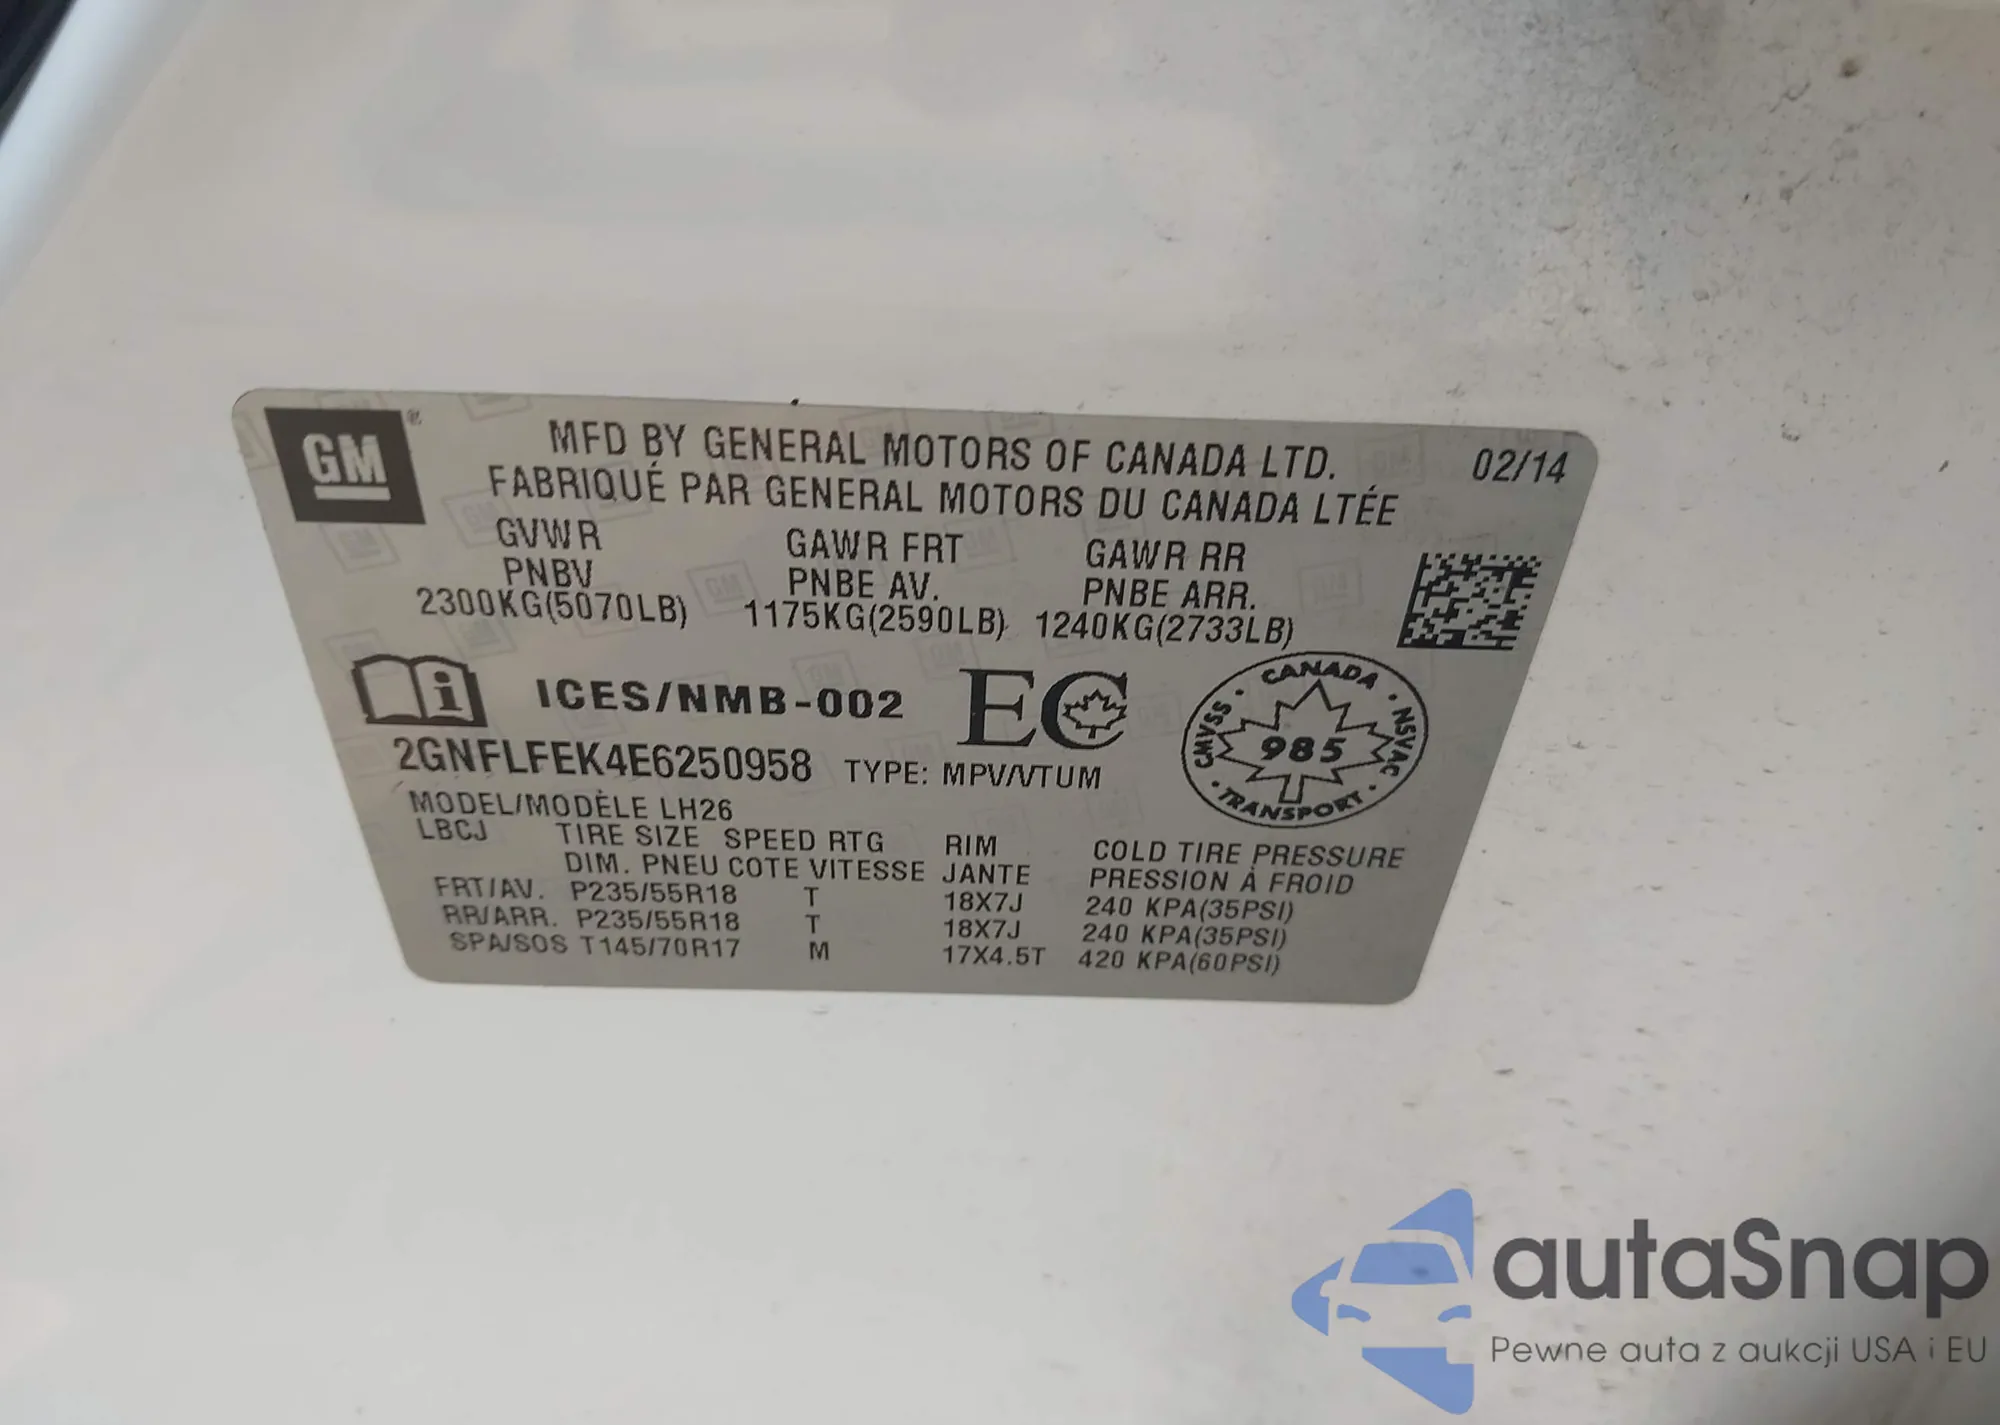 GM ®
MFD BY GENERAL MOTORS OF CANADA LTD. 02/14
FABRIQUÉ PAR GENERAL MOTORS DU CANADA LTÉE
GVWR GAWR FRT GAWR RR
PNBV PNBE AV. PNBE ARR.
2300KG(5070LB) 1175KG(2590LB) 1240KG(2733LB)
i ICES/NMB-002 EC
CANADA · NSVAC · TRANSPORT · CMVSS ·
985
2GNFLFEK4E6250958 TYPE: MPV/VTUM
MODEL/MODÈLE LH26
LBCJ TIRE SIZE SPEED RTG RIM COLD TIRE PRESSURE
DIM. PNEU COTE VITESSE JANTE PRESSION À FROID
FRT/AV. P235/55R18 T 18X7J 240 KPA(35PSI)
RR/ARR. P235/55R18 T 18X7J 240 KPA(35PSI)
SPA/SOS T145/70R17 M 17X4.5T 420 KPA(60PSI)
autaSnap
Pewne auta z aukcji USA i EU